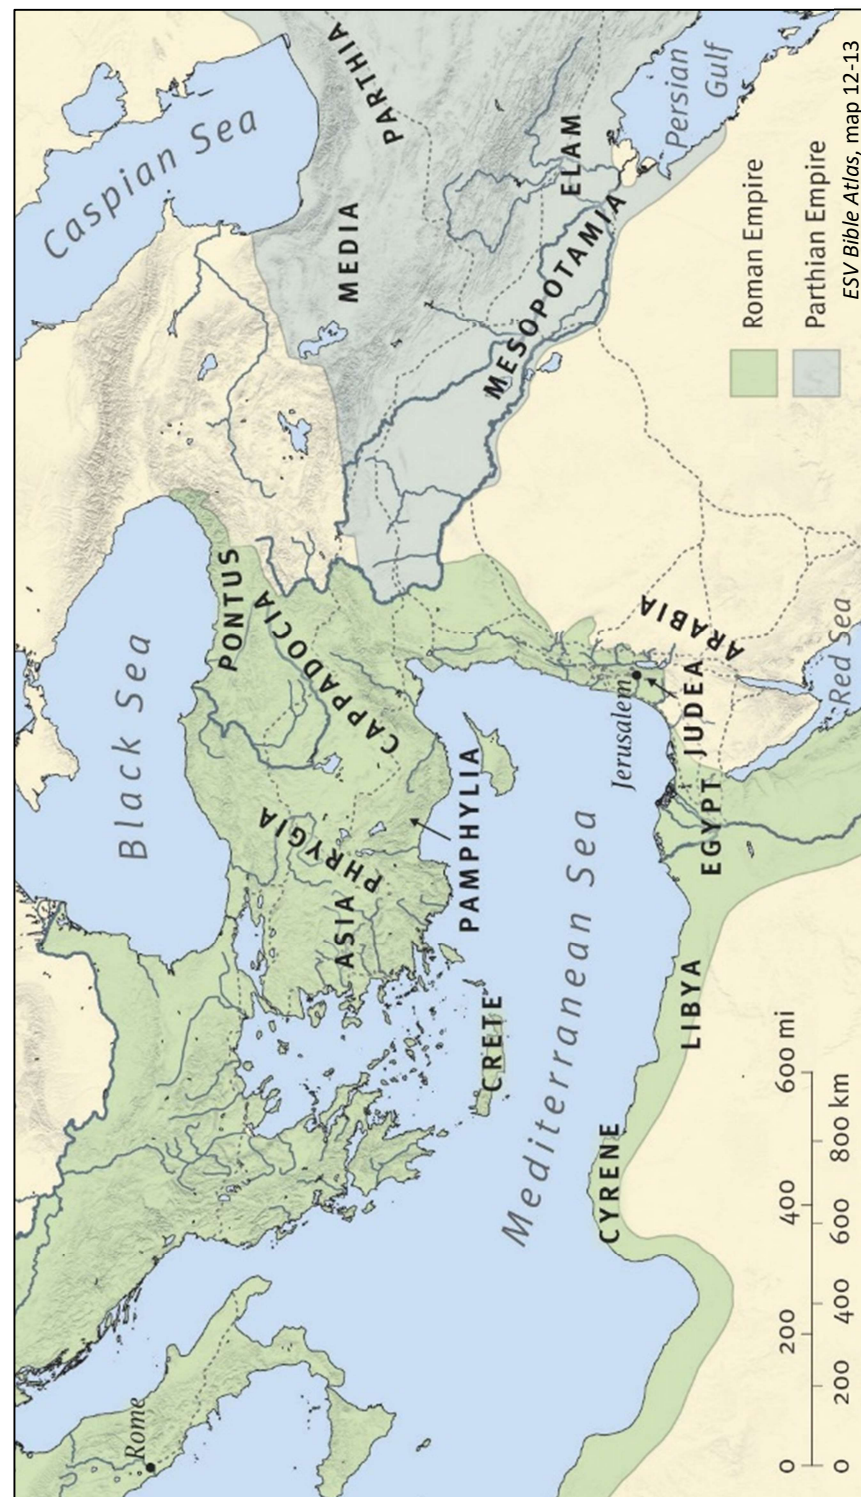 Caspian Sea
Black Sea
PARTHIA
MEDIA
ELAM
MESOPOTAMIA
Persian
Gulf
PONTUS
CAPPADOCIA
PHRYGIA
ASIA
PAMPHYLIA
CRETE
Rome
Mediterranean Sea
Jerusalem
JUDEA
ARABIA
EGYPT
LIBYA
CYRENE
Red Sea
Roman Empire
Parthian Empire
0 200 400 600 mi
0 200 400 600 800 km
ESV Bible Atlas, map 12-13